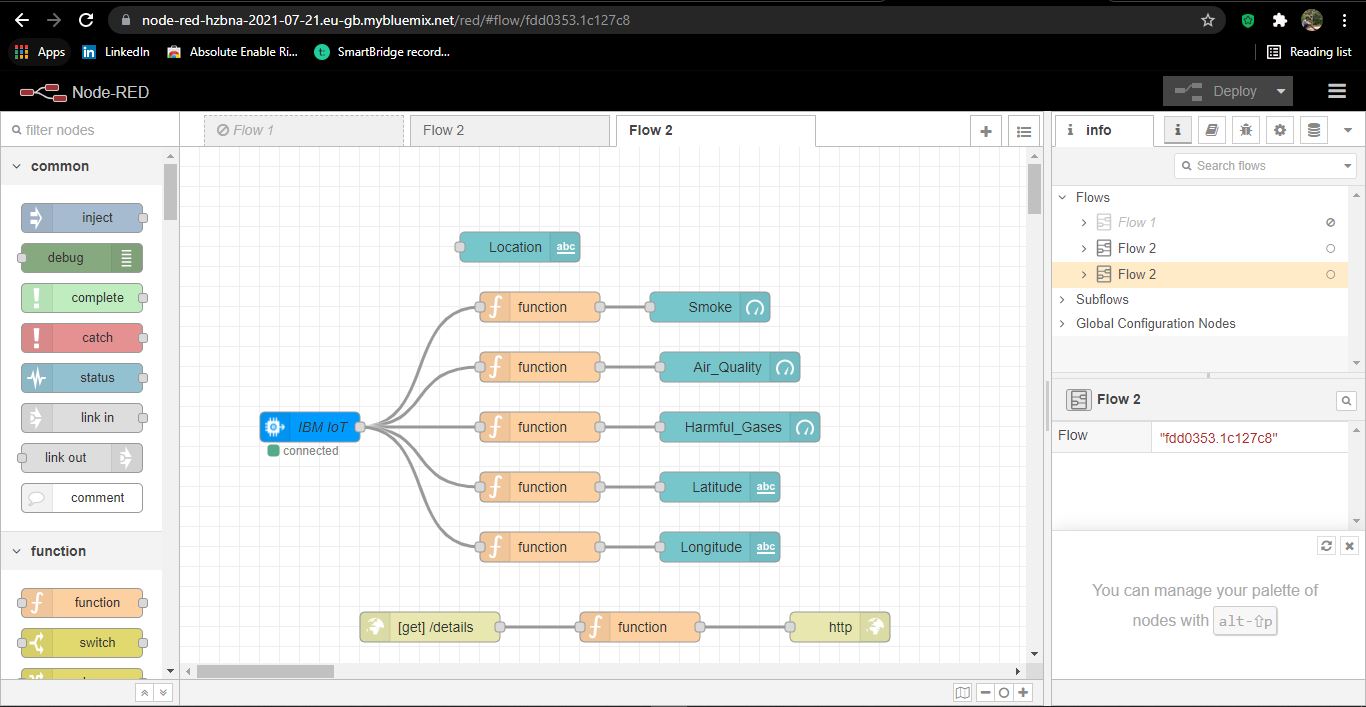 node-red-hzbna-2021-07-21.eu-gb.mybluemix.net/red/#flow/fdd0353.1c127c8
Apps LinkedIn Absolute Enable Ri... SmartBridge record... Reading list
Node-RED Deploy
filter nodes
common
inject
debug
complete
catch
status
link in
link out
comment
function
function
switch
Flow 1 Flow 2 Flow 2
Location abc
function Smoke
function Air_Quality
IBM IoT function Harmful_Gases
connected
function Latitude abc
function Longitude abc
[get] /details function http
i info i
Search flows
Flows
Flow 1
Flow 2
Flow 2
Subflows
Global Configuration Nodes
Flow 2
Flow "fdd0353.1c127c8"
You can manage your palette of
nodes with alt-⇧p